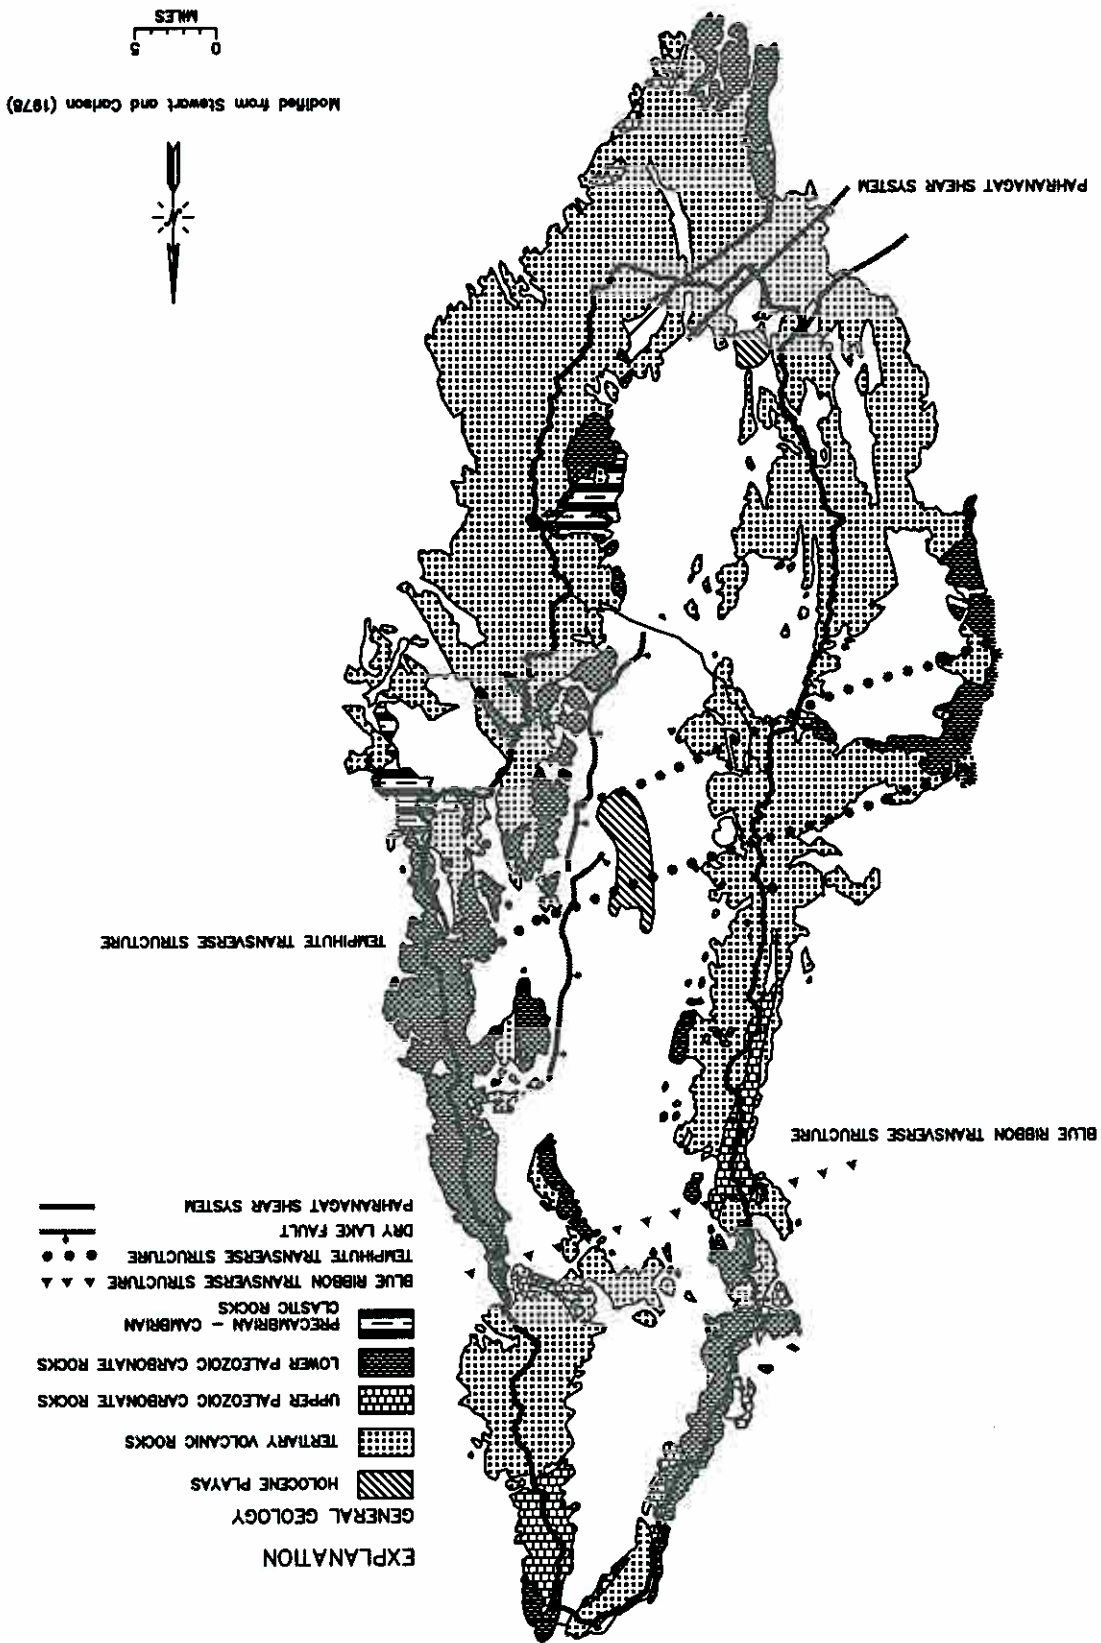 EXPLANATION
GENERAL GEOLOGY
HOLOCENE PLAYAS
TERTIARY VOLCANIC ROCKS
UPPER PALEOZOIC CARBONATE ROCKS
LOWER PALEOZOIC CARBONATE ROCKS
PRECAMBRIAN - CAMBRIAN
CLASTIC ROCKS
BLUE RIBBON TRANSVERSE STRUCTURE
TEMPIHUTE TRANSVERSE STRUCTURE
DRY LAKE FAULT
PAHRANAGAT SHEAR SYSTEM
BLUE RIBBON TRANSVERSE STRUCTURE
TEMPIHUTE TRANSVERSE STRUCTURE
PAHRANAGAT SHEAR SYSTEM
Modified from Stewart and Carlson (1978)
0 5
MILES